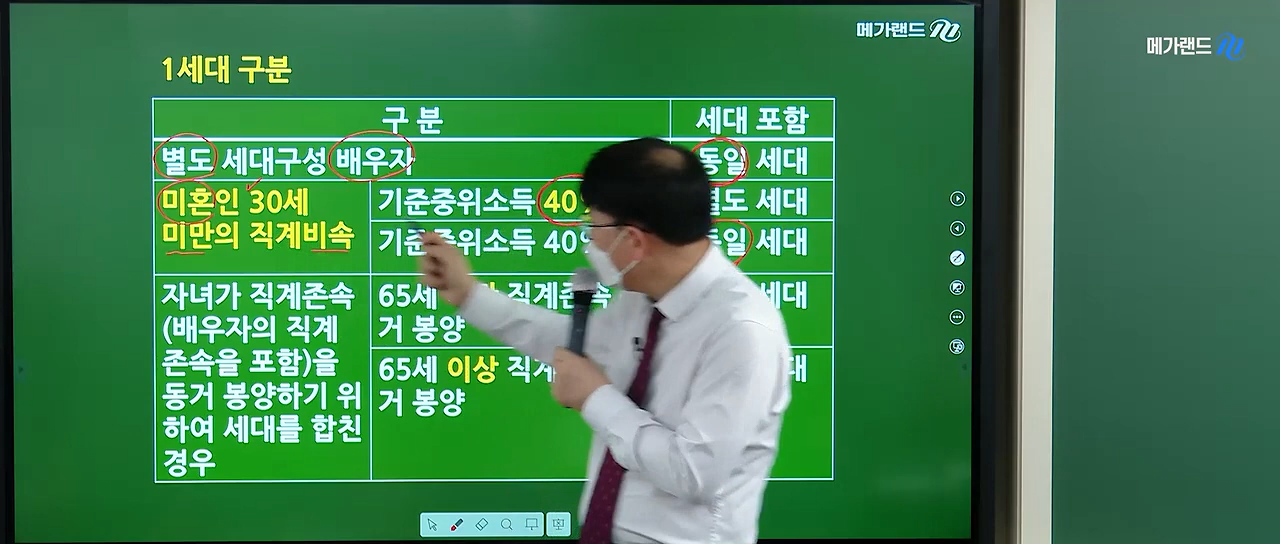 메가랜드
메가랜드
1세대 구분
구 분
세대 포함
별도 세대구성 배우자
동일 세대
미혼인 30세
미만의 직계비속
기준중위소득 40
별도 세대
기준중위소득 40%
동일 세대
자녀가 직계존속
(배우자의 직계
존속을 포함)을
동거 봉양하기 위
하여 세대를 합친
경우
65세 직계존속
거 봉양
세대
65세 이상
거 봉양